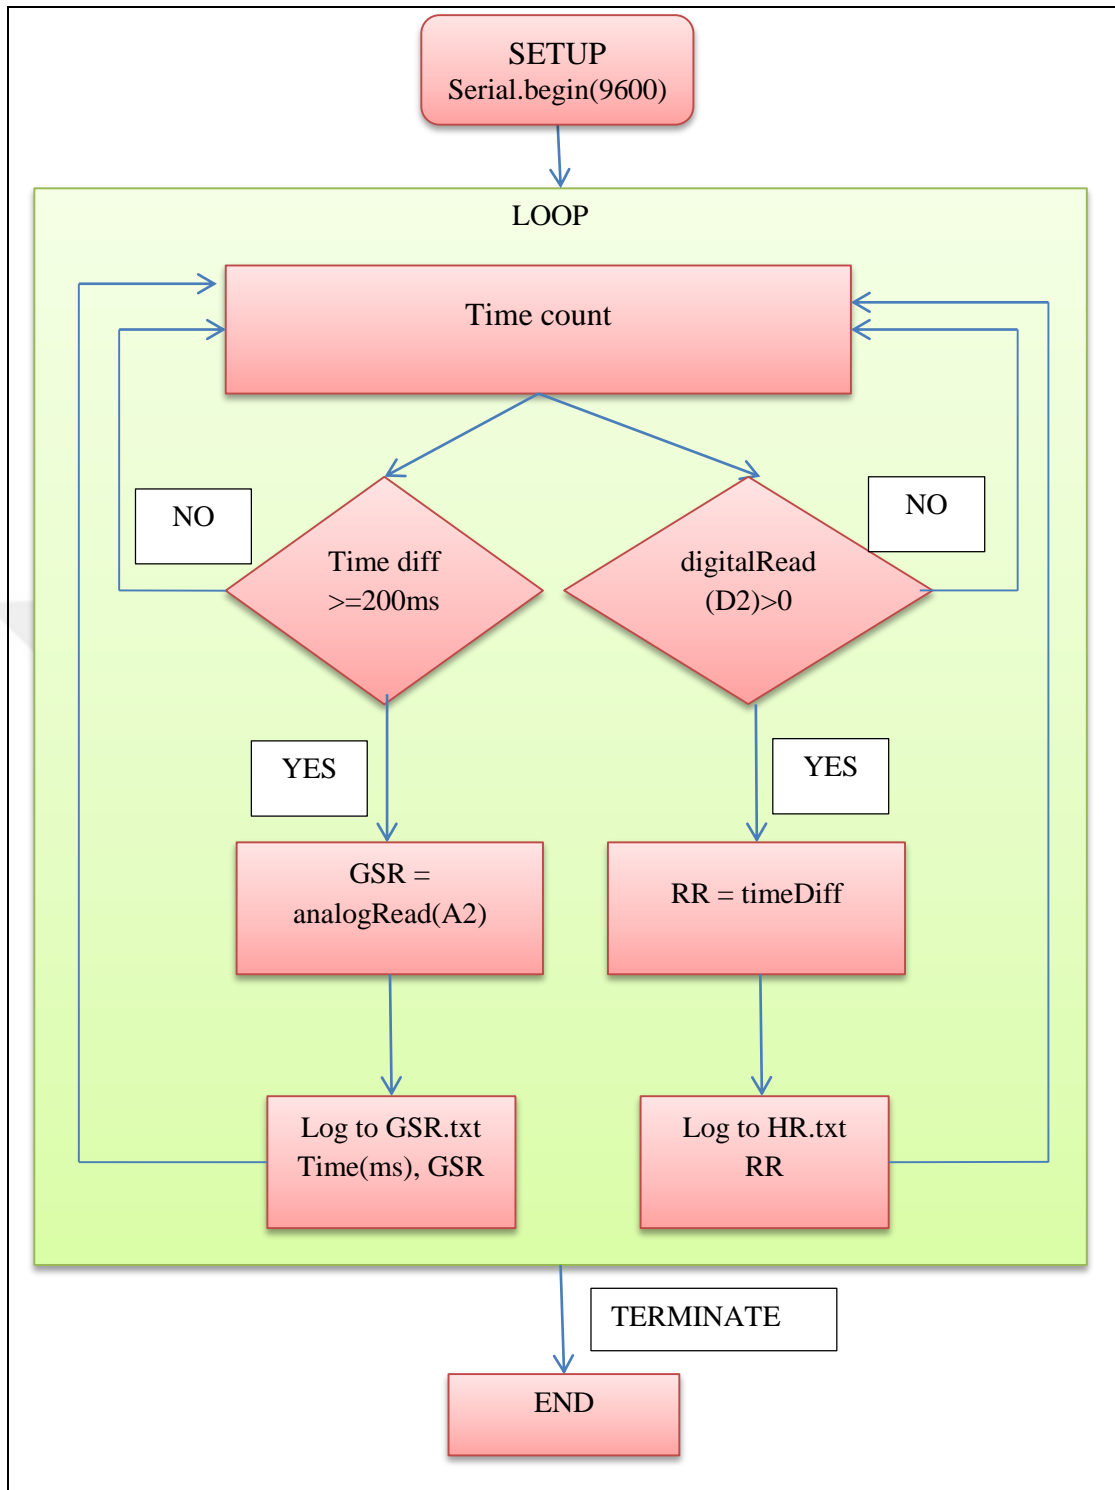 SETUP
Serial.begin(9600)
LOOP
Time count
NO
NO
Time diff
>=200ms
digitalRead
(D2)>0
YES
YES
GSR =
analogRead(A2)
RR = timeDiff
Log to GSR.txt
Time(ms), GSR
Log to HR.txt
RR
TERMINATE
END